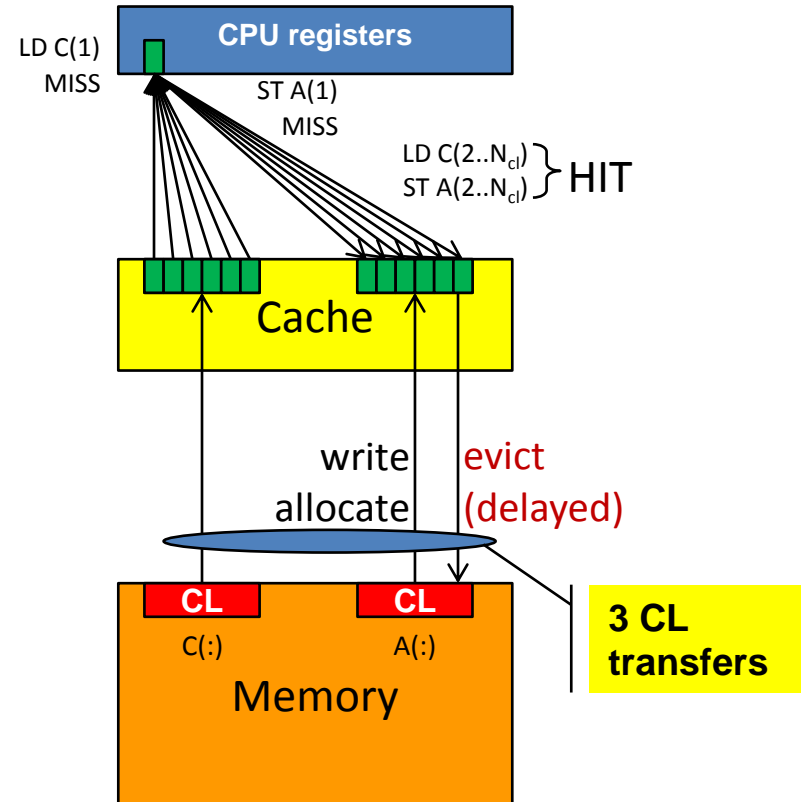 CPU registers
LD C(1)
MISS
ST A(1)
MISS
LD C(2..Ncl)
ST A(2..Ncl)
HIT
Cache
write
allocate
evict
(delayed)
CL
CL
C(:)
A(:)
Memory
3 CL
transfers